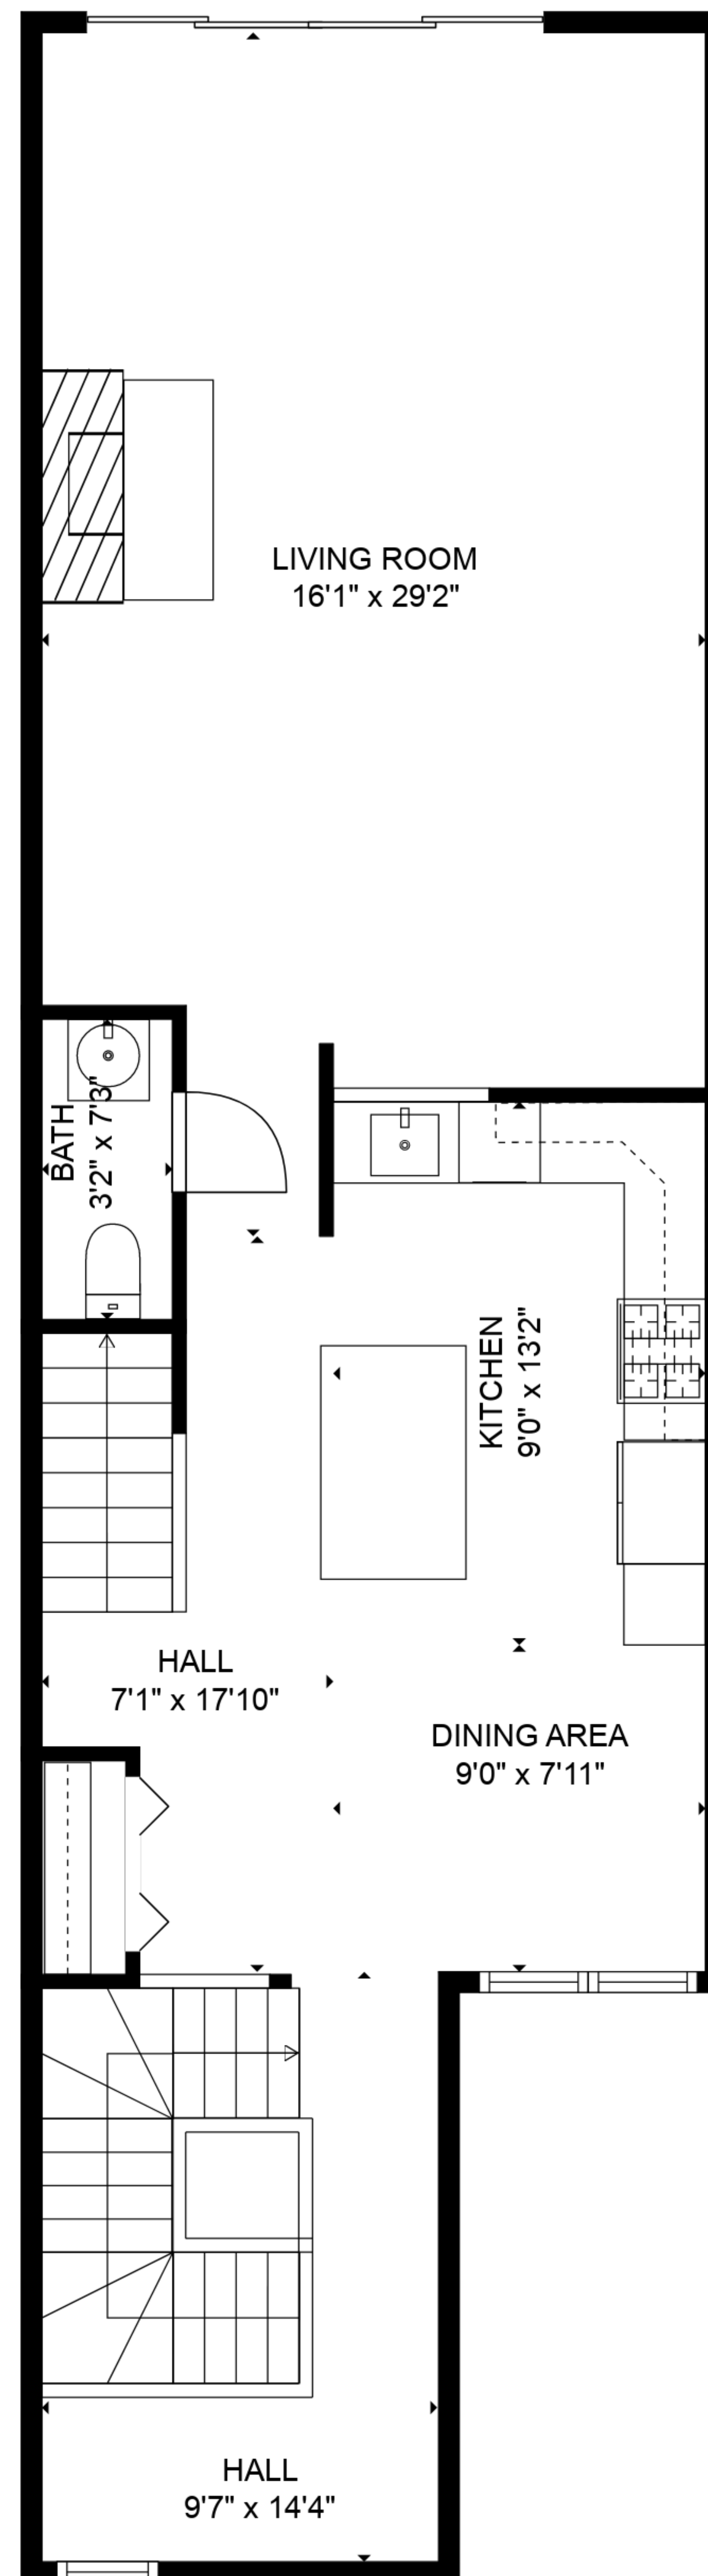 LIVING ROOM
16'1" x 29'2"
BATH
3'2" x 7'3"
KITCHEN
9'0" x 13'2"
HALL
7'1" x 17'10"
DINING AREA
9'0" x 7'11"
HALL
9'7" x 14'4"